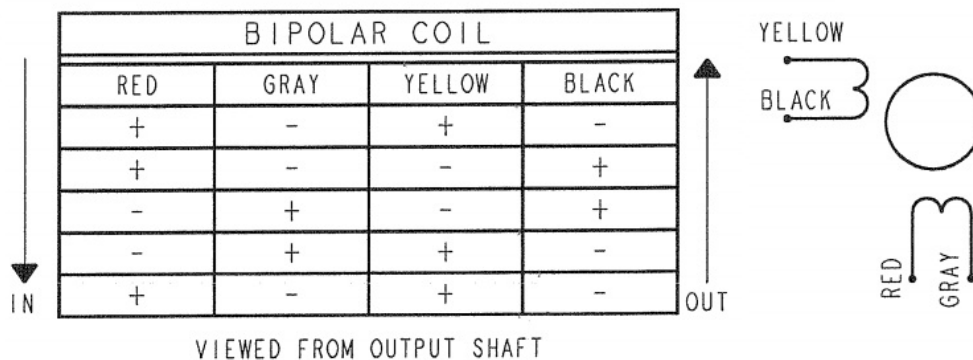 BIPOLAR COIL
RED GRAY YELLOW BLACK
+ - + -
+ - - +
- + - +
- + + -
+ - + -
IN
OUT
VIEWED FROM OUTPUT SHAFT
YELLOW
BLACK
RED
GRAY